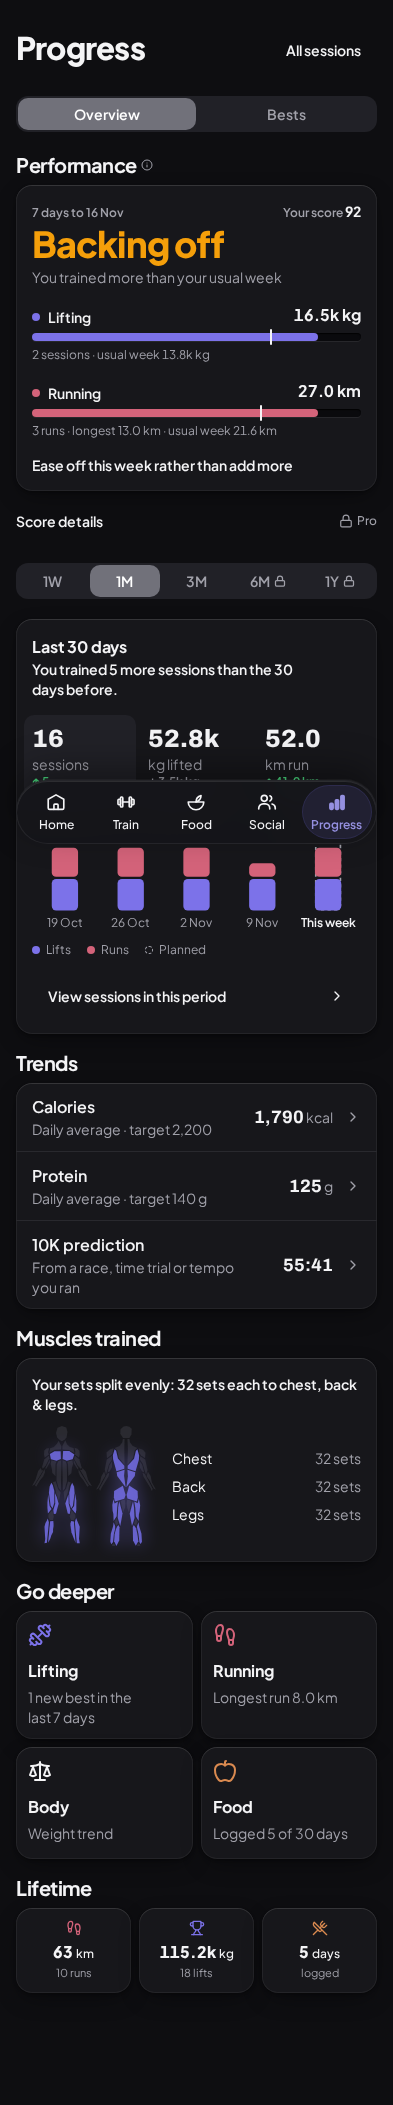 Progress
All sessions
Overview
Bests
Performance
7 days to 16 Nov
Your score 92
Backing off
You trained more than your usual week
Lifting
16.5k kg
2 sessions · usual week 13.8k kg
Running
27.0 km
3 runs · longest 13.0 km · usual week 21.6 km
Ease off this week rather than add more
Score details
Pro
1W
1M
3M
6M
1Y
Last 30 days
You trained 5 more sessions than the 30
days before.
16
52.8k
52.0
sessions
kg lifted
km run
Home
Train
Food
Social
Progress
19 Oct
26 Oct
2 Nov
9 Nov
This week
Lifts
Runs
Planned
View sessions in this period
Trends
Calories
Daily average · target 2,200
1,790 kcal
Protein
Daily average · target 140 g
125 g
10K prediction
From a race, time trial or tempo
you ran
55:41
Muscles trained
Your sets split evenly: 32 sets each to chest, back
& legs.
Chest
32 sets
Back
32 sets
Legs
32 sets
Go deeper
Lifting
1 new best in the
last 7 days
Running
Longest run 8.0 km
Body
Weight trend
Food
Logged 5 of 30 days
Lifetime
63 km
10 runs
115.2k kg
18 lifts
5 days
logged